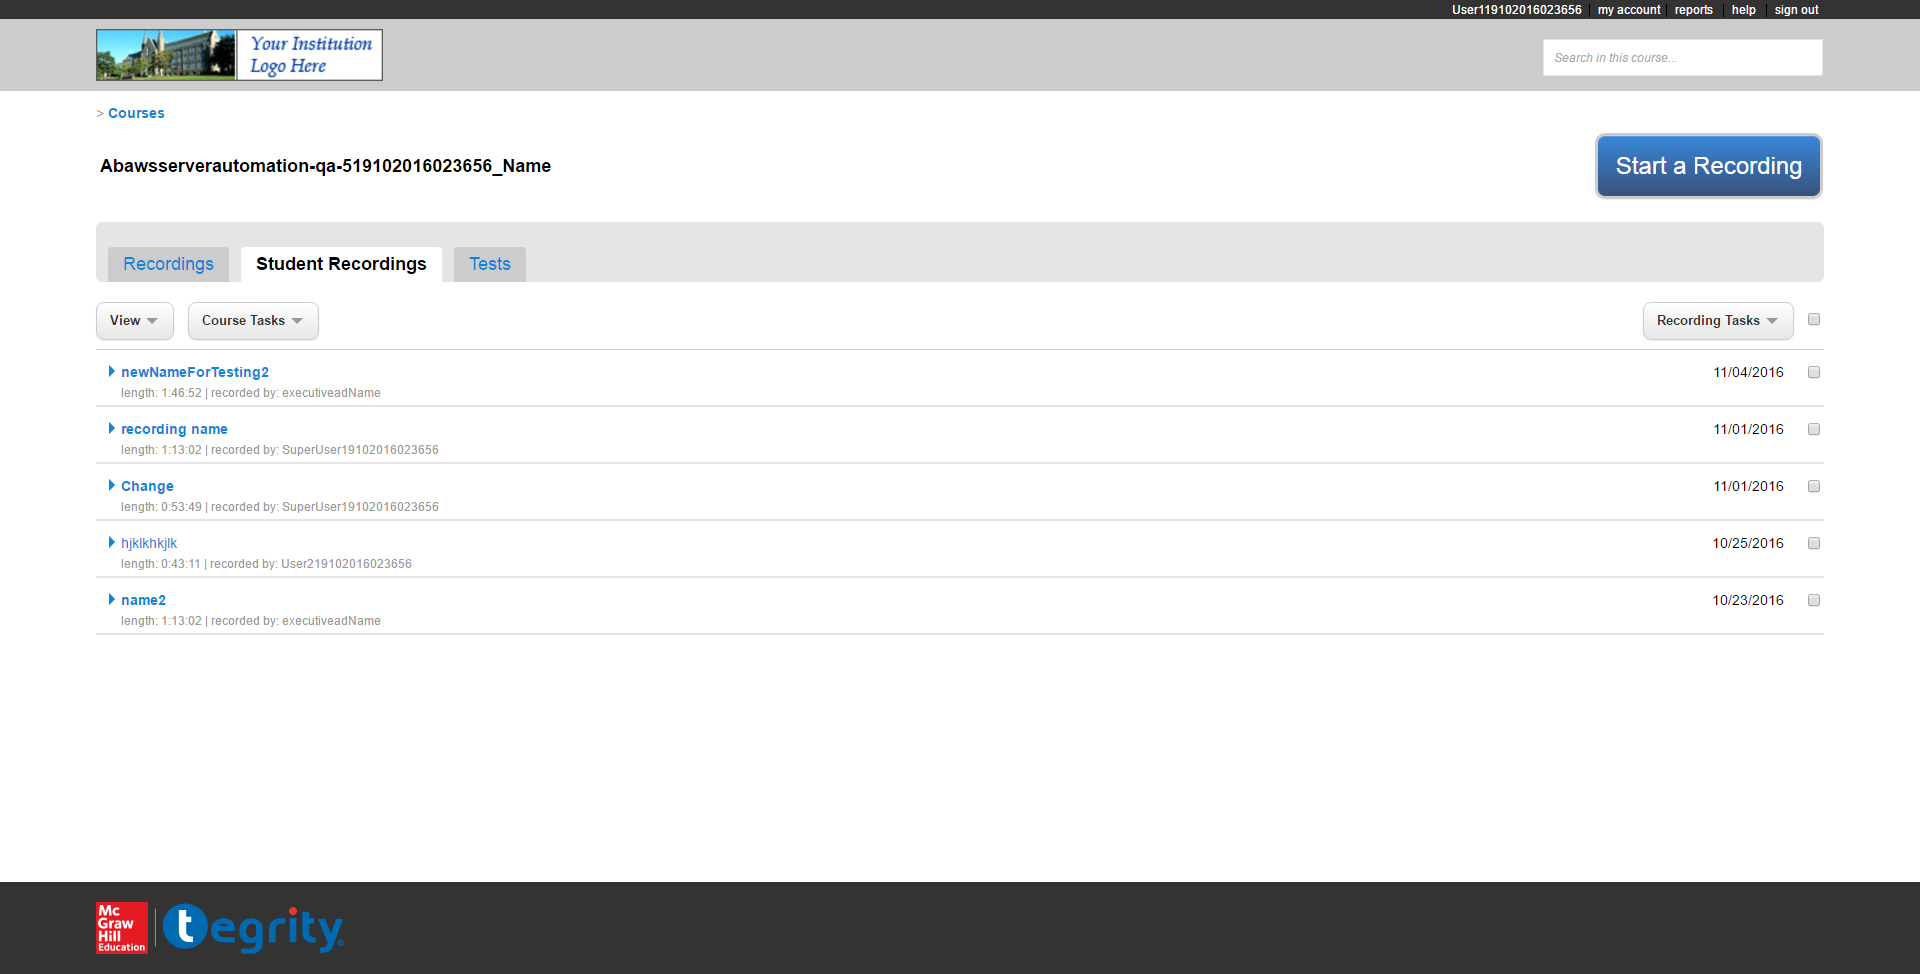 User119102016023656 my account reports help sign out
Your Institution
Logo Here
Search in this course...
> Courses
Abawsserverautomation-qa-519102016023656_Name
Start a Recording
Recordings Student Recordings Tests
View Course Tasks Recording Tasks
newNameForTesting2 11/04/2016
length: 1:46:52 | recorded by: executiveadName
recording name 11/01/2016
length: 1:13:02 | recorded by: SuperUser19102016023656
Change 11/01/2016
length: 0:53:49 | recorded by: SuperUser19102016023656
hjklkhkjlk 10/25/2016
length: 0:43:11 | recorded by: User219102016023656
name2 10/23/2016
length: 1:13:02 | recorded by: executiveadName
Mc
Graw
Hill
Education
tegrity®